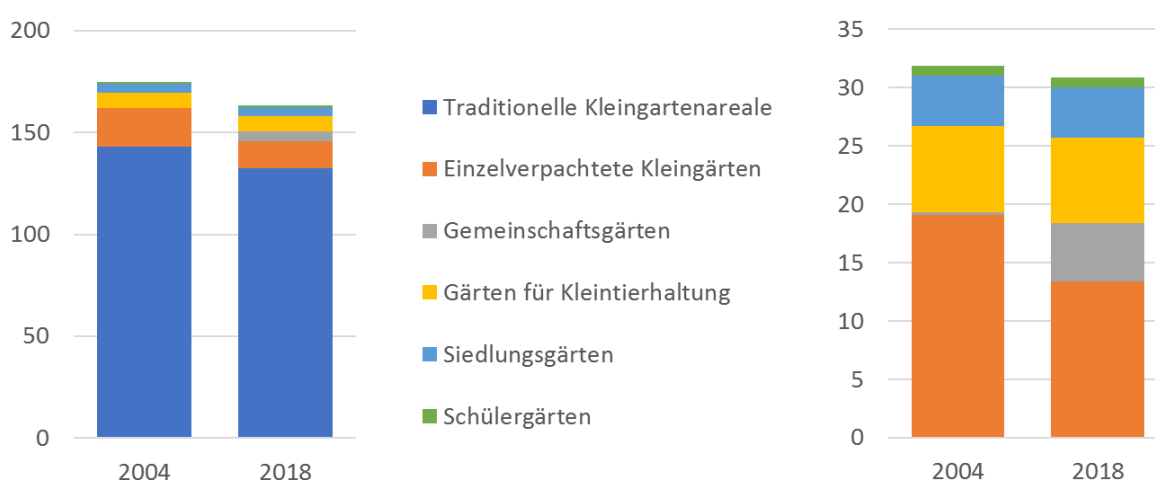 200
150
100
50
0
2004 2018
Traditionelle Kleingartenareale
Einzelverpachtete Kleingärten
Gemeinschaftsgärten
Gärten für Kleintierhaltung
Siedlungsgärten
Schülergärten
35
30
25
20
15
10
5
0
2004 2018